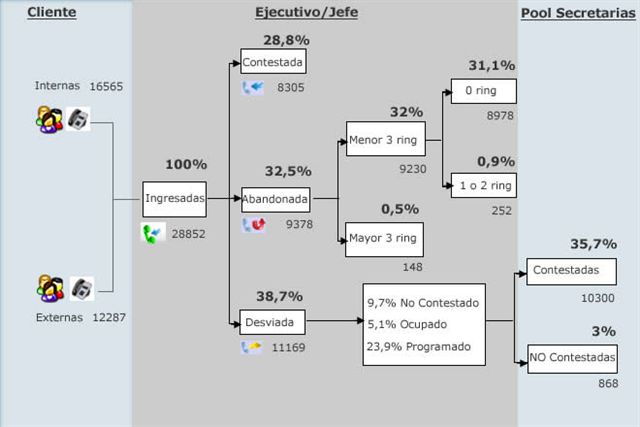 Cliente
Ejecutivo/Jefe
Pool Secretarias
28,8%
Contestada
8305
Internas 16565
31,1%
0 ring
8978
32%
Menor 3 ring
9230
100%
Ingresadas
28852
32,5%
Abandonada
9378
0,9%
1 o 2 ring
252
0,5%
Mayor 3 ring
148
35,7%
Contestadas
10300
38,7%
Desviada
11169
9,7% No Contestado
5,1% Ocupado
23,9% Programado
Externas 12287
3%
NO Contestadas
868